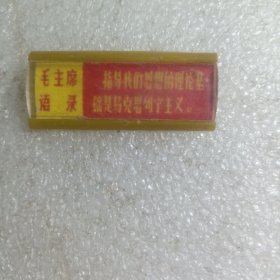 毛主席
语录
指导我们思想的理论基
础是马克思列宁主义。